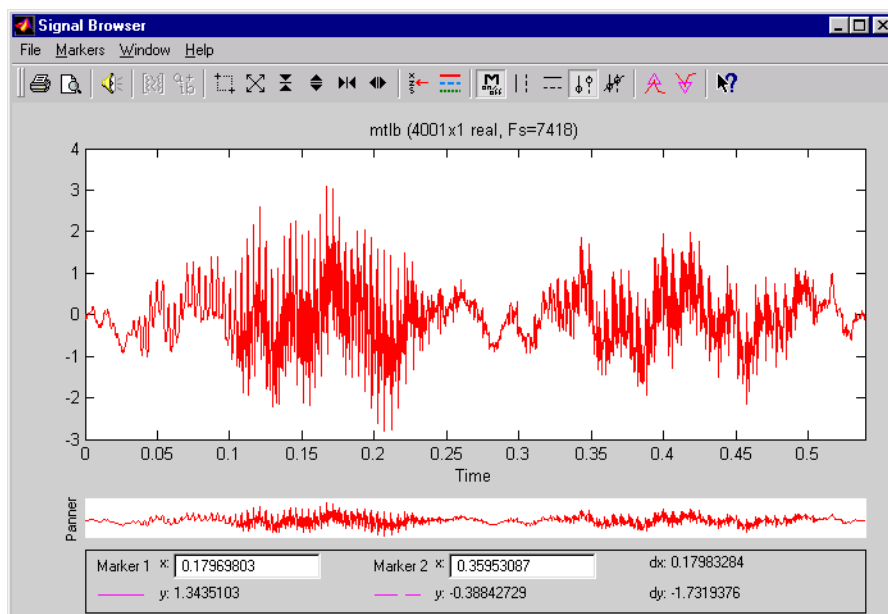 Signal Browser
File Markers Window Help
M
on/off
mtlb (4001x1 real, Fs=7418)
4
3
2
1
0
-1
-2
-3
0 0.05 0.1 0.15 0.2 0.25 0.3 0.35 0.4 0.45 0.5
Time
Panner
Marker 1 x: 0.17969803 Marker 2 x: 0.35953087 dx: 0.17983284
y: 1.3435103 y: -0.38842729 dy: -1.7319376